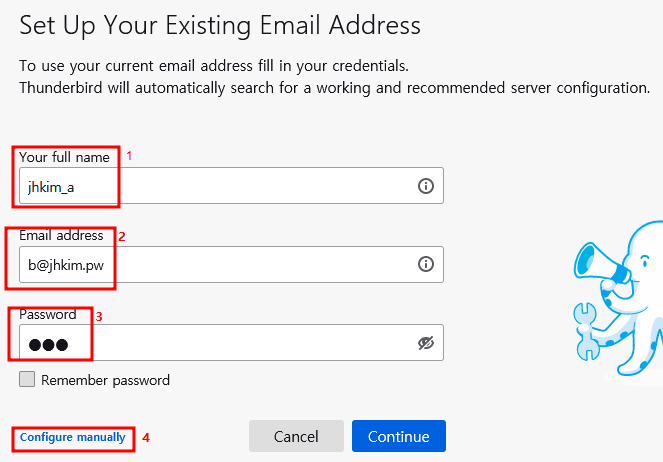 Set Up Your Existing Email Address
To use your current email address fill in your credentials.
Thunderbird will automatically search for a working and recommended server configuration.
Your full name 1
jhkim_a
Email address 2
b@jhkim.pw
Password 3
●●●
Remember password
Configure manually 4
Cancel
Continue